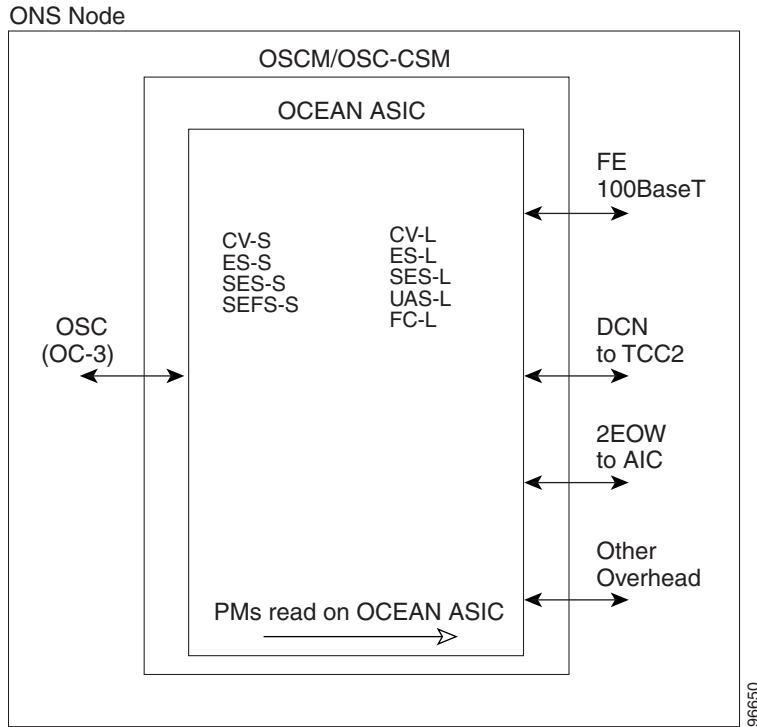 ONS Node
OSCM/OSC-CSM
OCEAN ASIC
FE
100BaseT
CV-S
ES-S
SES-S
SEFS-S
CV-L
ES-L
SES-L
UAS-L
FC-L
OSC
(OC-3)
DCN
to TCC2
2EOW
to AIC
Other
Overhead
PMs read on OCEAN ASIC
96650